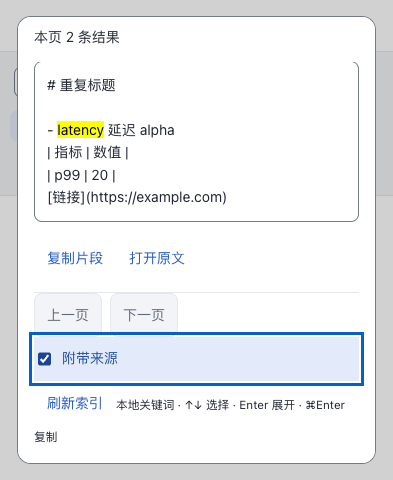 本页 2 条结果
# 重复标题
- latency 延迟 alpha
| 指标 | 数值 |
| p99 | 20 |
[链接](https://example.com)
复制片段 打开原文
上一页 下一页
附带来源
刷新索引 本地关键词 · ↑↓ 选择 · Enter 展开 · ⌘Enter
复制